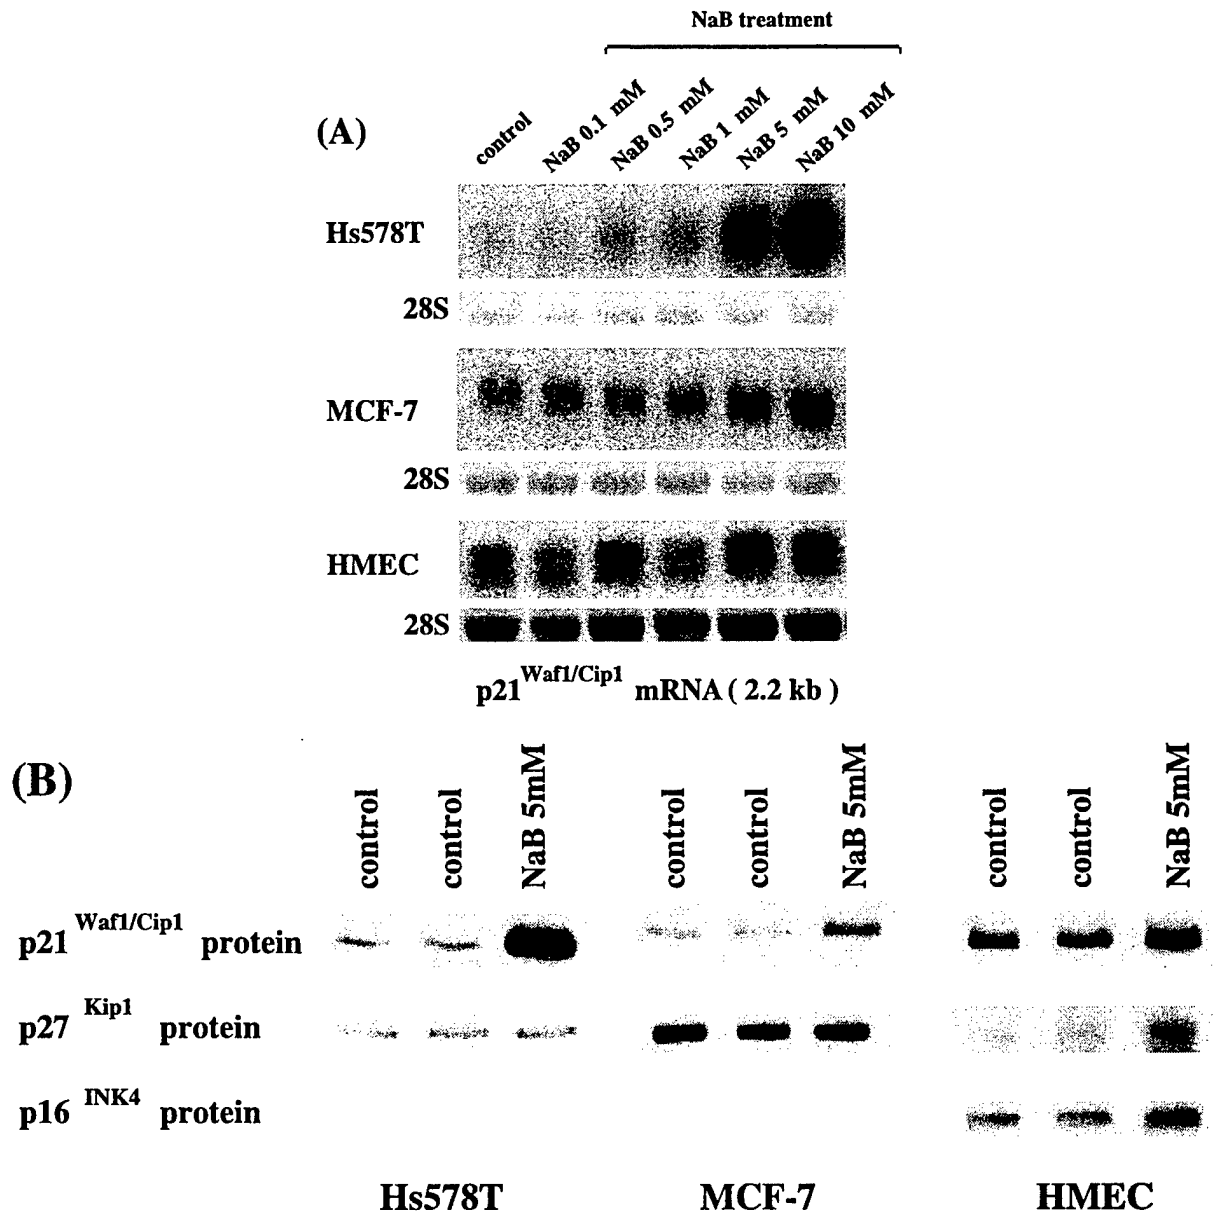 NaB treatment
(A)
control NaB 0.1 mM NaB 0.5 mM NaB 1 mM NaB 5 mM NaB 10 mM
Hs578T
28S
MCF-7
28S
HMEC
28S
p21 Waf1/Cip1 mRNA ( 2.2 kb )
(B)
control control NaB 5mM control control NaB 5mM control control NaB 5mM
p21 Waf1/Cip1 protein
p27 Kip1 protein
p16 INK4 protein
Hs578T MCF-7 HMEC